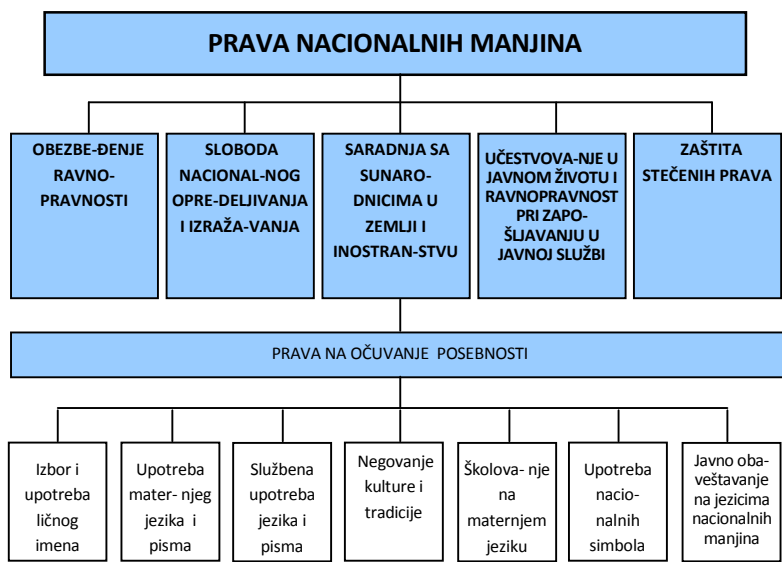 PRAVA NACIONALNIH MANJINA
OBEZBE-ĐENJE
RAVNO-
PRAVNOSTI
SLOBODA
NACIONAL-NOG
OPRE-DELJIVANJA
I IZRAŽA-VANJA
SARADNJA SA
SUNARO-
DNICIMA U
ZEMLJI I
INOSTRAN-STVU
UČESTVOVA-NJE U
JAVNOM ŽIVOTU I
RAVNOPRAVNOST
PRI ZAPO-
ŠLJAVANJU U
JAVNOJ SLUŽBI
ZAŠTITA
STEČENIH PRAVA
PRAVA NA OČUVANJE POSEBNOSTI
Izbor i
upotreba
ličnog
imena
Upotreba
mater- njeg
jezika i
pisma
Službena
upotreba
jezika i
pisma
Negovanje
kulture i
tradicije
Školova- nje
na
maternjem
jeziku
Upotreba
nacio-
nalnih
simbola
Javno oba-
veštavanje
na jezicima
nacionalnih
manjina